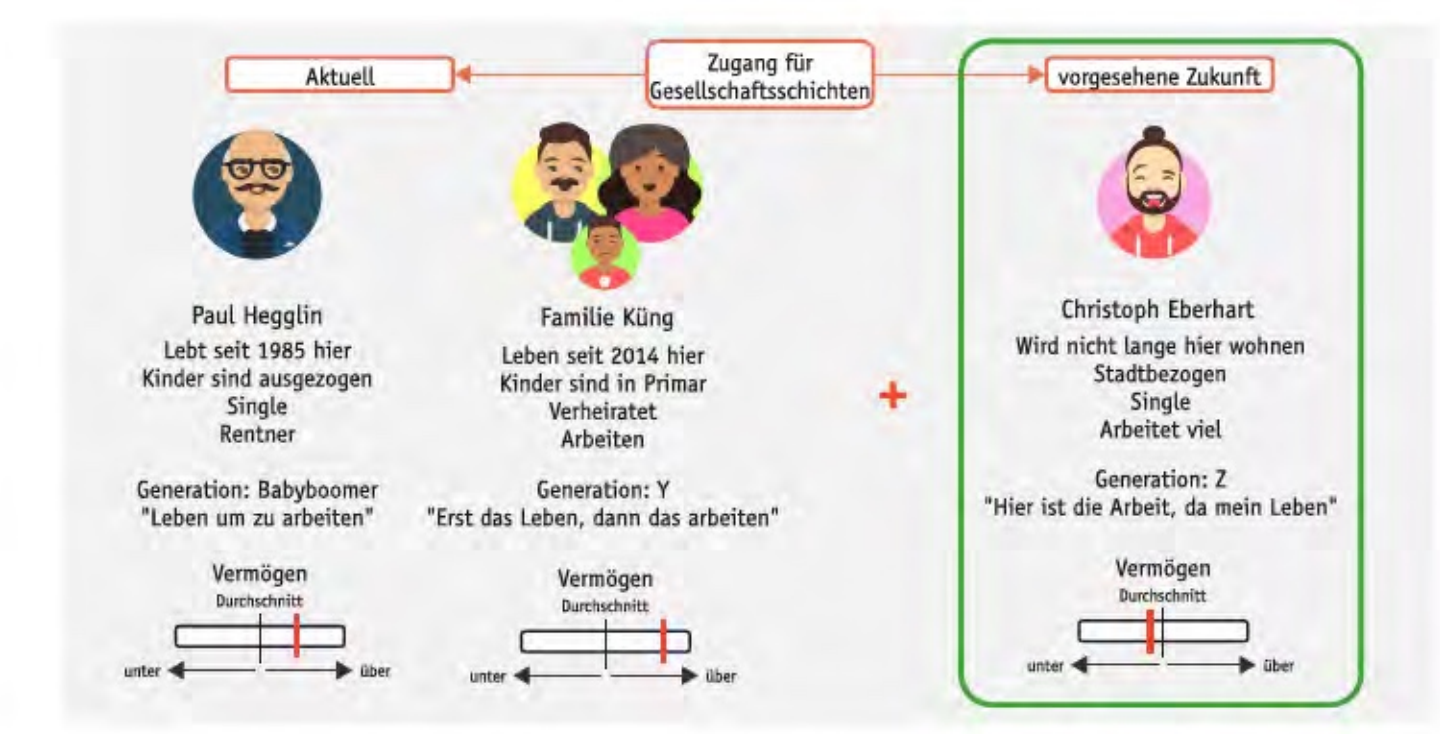 Aktuell
Zugang für
Gesellschaftsschichten
vorgesehene Zukunft
Paul Hegglin
Lebt seit 1985 hier
Kinder sind ausgezogen
Single
Rentner
Generation: Babyboomer
"Leben um zu arbeiten"
Vermögen
Durchschnitt
unter
über
Familie Küng
Leben seit 2014 hier
Kinder sind in Primar
Verheiratet
Arbeiten
Generation: Y
"Erst das Leben, dann das arbeiten"
Vermögen
Durchschnitt
unter
über
+
Christoph Eberhart
Wird nicht lange hier wohnen
Stadtbezogen
Single
Arbeitet viel
Generation: Z
"Hier ist die Arbeit, da mein Leben"
Vermögen
Durchschnitt
unter
über